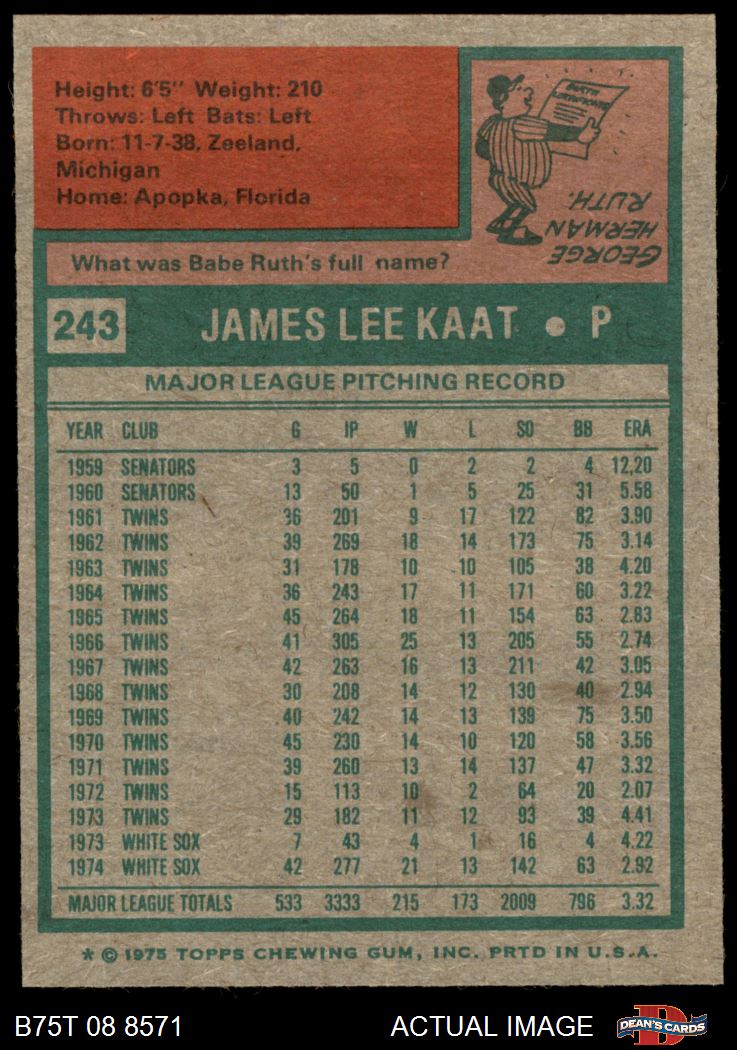 Height: 6'5" Weight: 210
Throws: Left Bats: Left
Born: 11-7-38, Zeeland,
Michigan
Home: Apopka, Florida
BIRTH
CERTIFICATE
GEORGE
HERMAN
RUTH.
What was Babe Ruth's full name?
243 JAMES LEE KAAT • P
MAJOR LEAGUE PITCHING RECORD
YEAR CLUB G IP W L SO BB ERA
1959 SENATORS 3 5 0 2 2 4 12,20
1960 SENATORS 13 50 1 5 25 31 5.58
1961 TWINS 36 201 9 17 122 82 3.90
1962 TWINS 39 269 18 14 173 75 3.14
1963 TWINS 31 178 10 10 105 38 4.20
1964 TWINS 36 243 17 11 171 60 3.22
1965 TWINS 45 264 18 11 154 63 2.83
1966 TWINS 41 305 25 13 205 55 2.74
1967 TWINS 42 263 16 13 211 42 3.05
1968 TWINS 30 208 14 12 130 40 2.94
1969 TWINS 40 242 14 13 139 75 3.50
1970 TWINS 45 230 14 10 120 58 3.56
1971 TWINS 39 260 13 14 137 47 3.32
1972 TWINS 15 113 10 2 64 20 2.07
1973 TWINS 29 182 11 12 93 39 4.41
1973 WHITE SOX 7 43 4 1 16 4 4.22
1974 WHITE SOX 42 277 21 13 142 63 2.92
MAJOR LEAGUE TOTALS 533 3333 215 173 2009 796 3.32
* © 1975 TOPPS CHEWING GUM, INC. PRTD IN U.S.A.
B75T 08 8571 ACTUAL IMAGE D DEAN'S CARDS